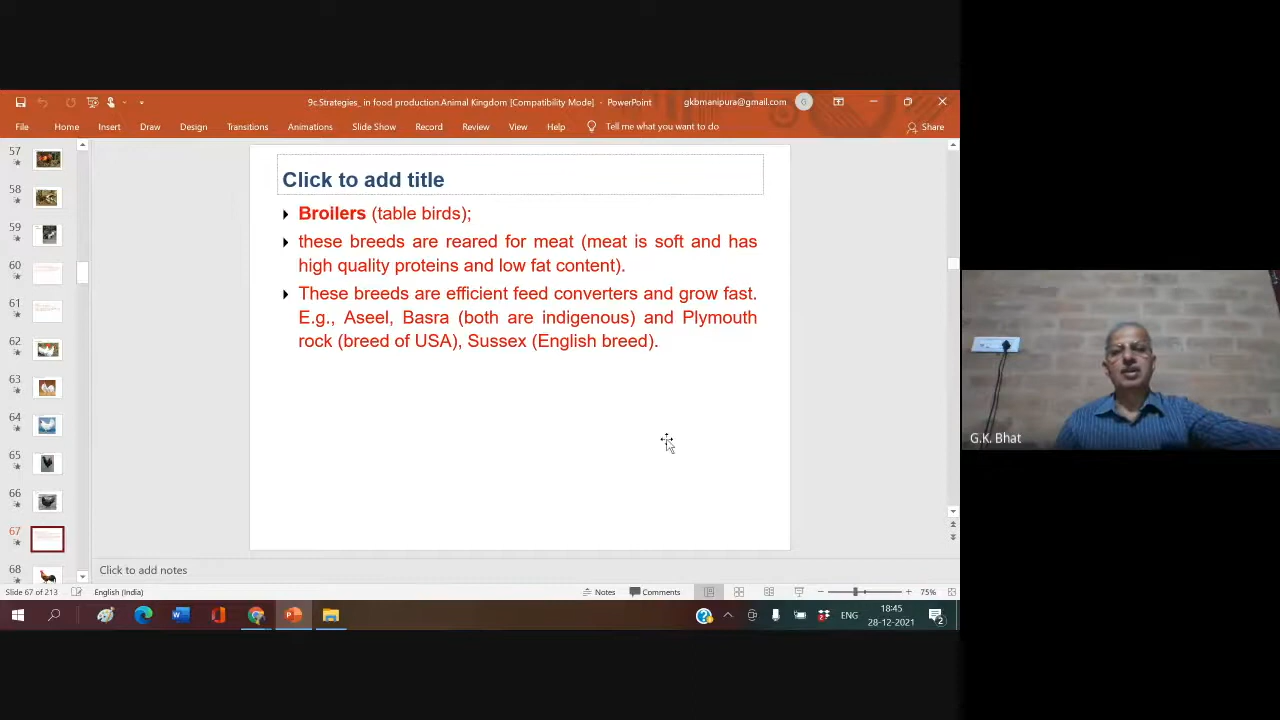 9c.Strategies_ in food production.Animal Kingdom [Compatibility Mode] - PowerPoint
gkbmanipura@gmail.com
G
File Home Insert Draw Design Transitions Animations Slide Show Record Review View Help Tell me what you want to do Share
57
58
59
60
61
62
63
64
65
66
67
68
Click to add title
Broilers (table birds);
these breeds are reared for meat (meat is soft and has
high quality proteins and low fat content).
These breeds are efficient feed converters and grow fast.
E.g., Aseel, Basra (both are indigenous) and Plymouth
rock (breed of USA), Sussex (English breed).
G.K. Bhat
Click to add notes
Slide 67 of 213 English (India) Notes Comments 75%
ENG
18:45
28-12-2021
2